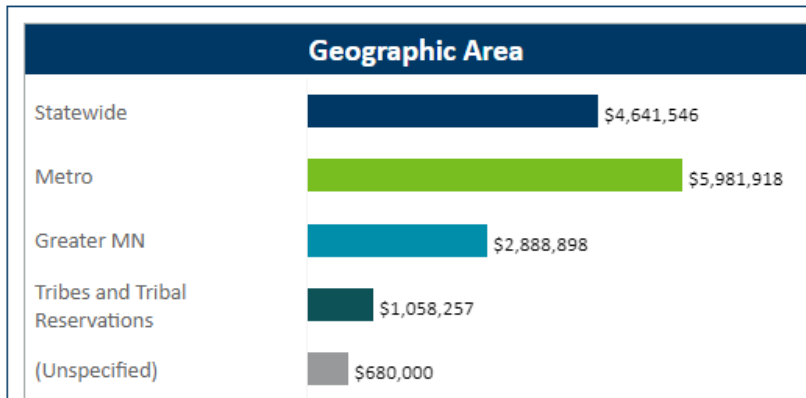 Geographic Area
Statewide
$4,641,546
Metro
$5,981,918
Greater MN
$2,888,898
Tribes and Tribal
Reservations
$1,058,257
(Unspecified)
$680,000